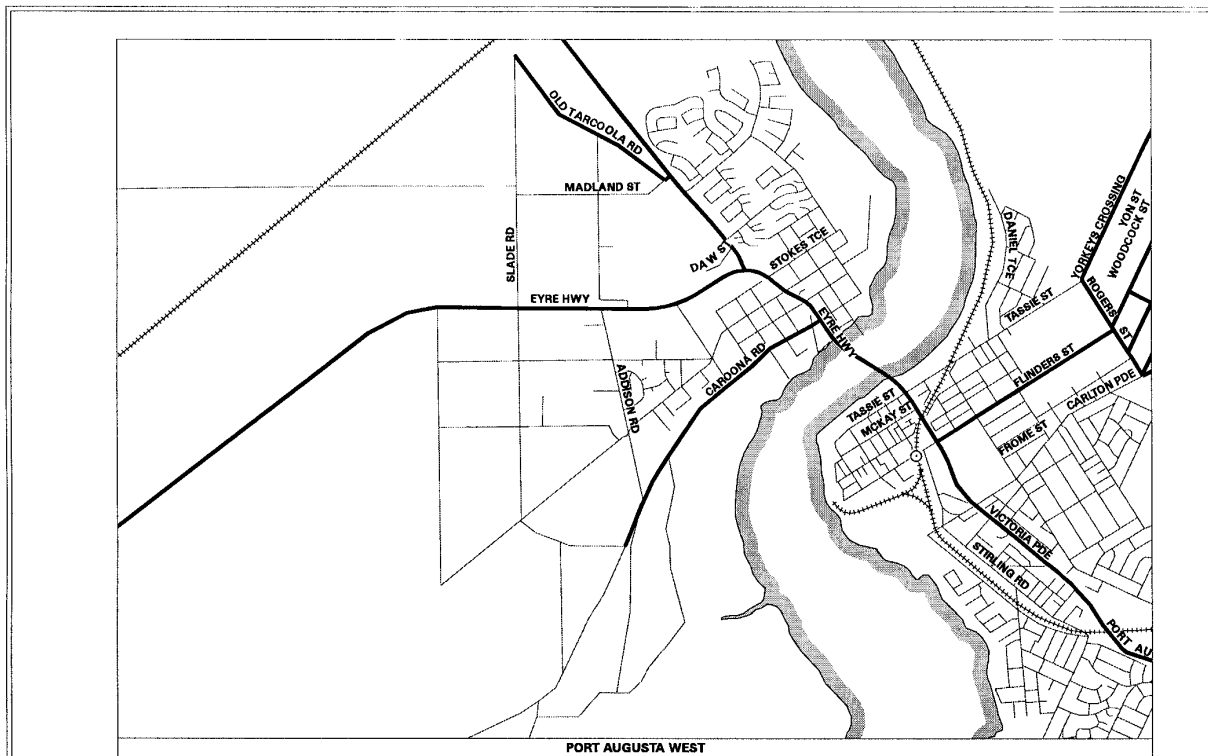 OLD TARCOOLA RD
MADLAND ST
SLADE RD
DAW ST
STOKES TCE
EYRE HWY
EYRE HWY
CAROONA RD
ADDISON RD
DANIEL TCE
YORKEYS CROSSING
YON ST
WOODCOCK ST
ROGERS ST
TASSIE ST
FLINDERS ST
CARLTON PDE
TASSIE ST
MCKAY ST
FROME ST
VICTORIA PDE
STIRLING RD
PORT AU
PORT AUGUSTA WEST